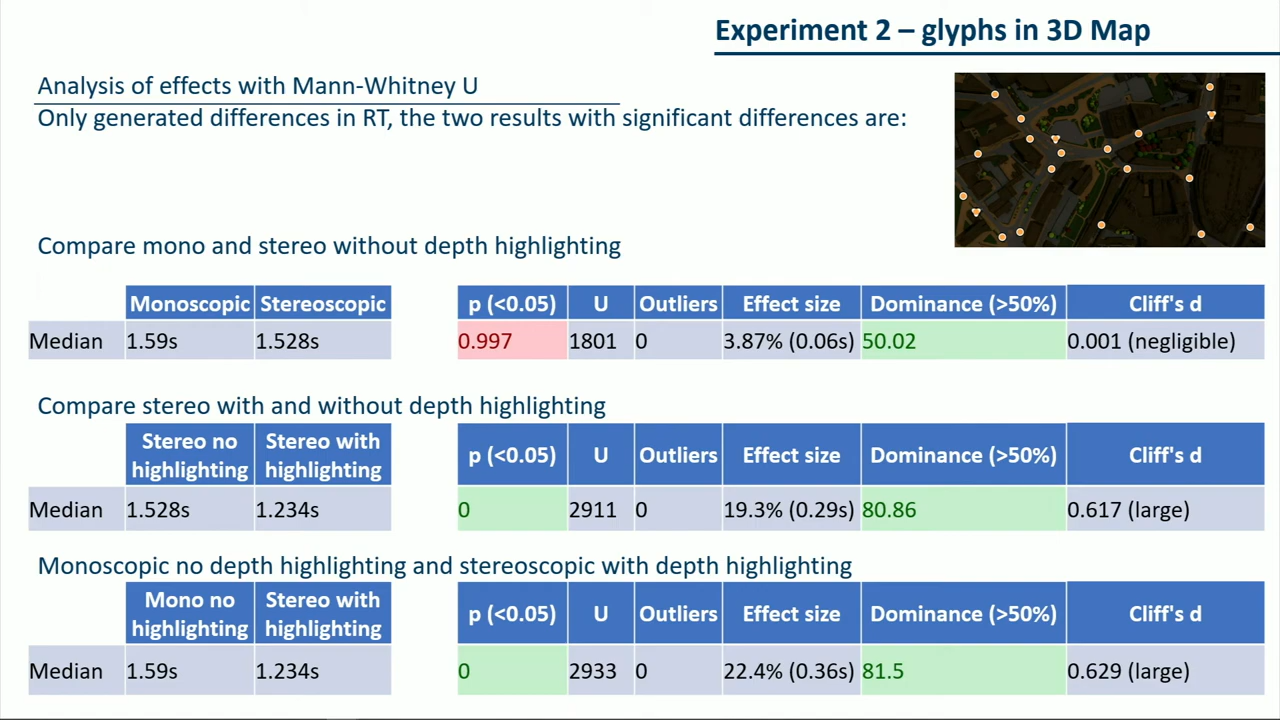 Experiment 2 – glyphs in 3D Map
Analysis of effects with Mann-Whitney U
Only generated differences in RT, the two results with significant differences are:
Compare mono and stereo without depth highlighting
Monoscopic Stereoscopic p (<0.05) U Outliers Effect size Dominance (>50%) Cliff's d
Median 1.59s 1.528s 0.997 1801 0 3.87% (0.06s) 50.02 0.001 (negligible)
Compare stereo with and without depth highlighting
Stereo no highlighting Stereo with highlighting p (<0.05) U Outliers Effect size Dominance (>50%) Cliff's d
Median 1.528s 1.234s 0 2911 0 19.3% (0.29s) 80.86 0.617 (large)
Monoscopic no depth highlighting and stereoscopic with depth highlighting
Mono no highlighting Stereo with highlighting p (<0.05) U Outliers Effect size Dominance (>50%) Cliff's d
Median 1.59s 1.234s 0 2933 0 22.4% (0.36s) 81.5 0.629 (large)